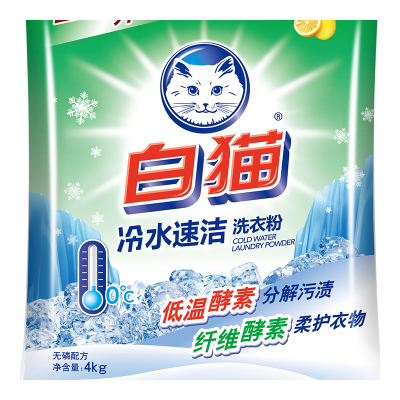 ®
白猫
冷水速洁 洗衣粉
COLD WATER
LAUNDRY POWDER
0℃
低温酵素 分解污渍
纤维酵素 柔护衣物
无磷配方
净含量:4kg